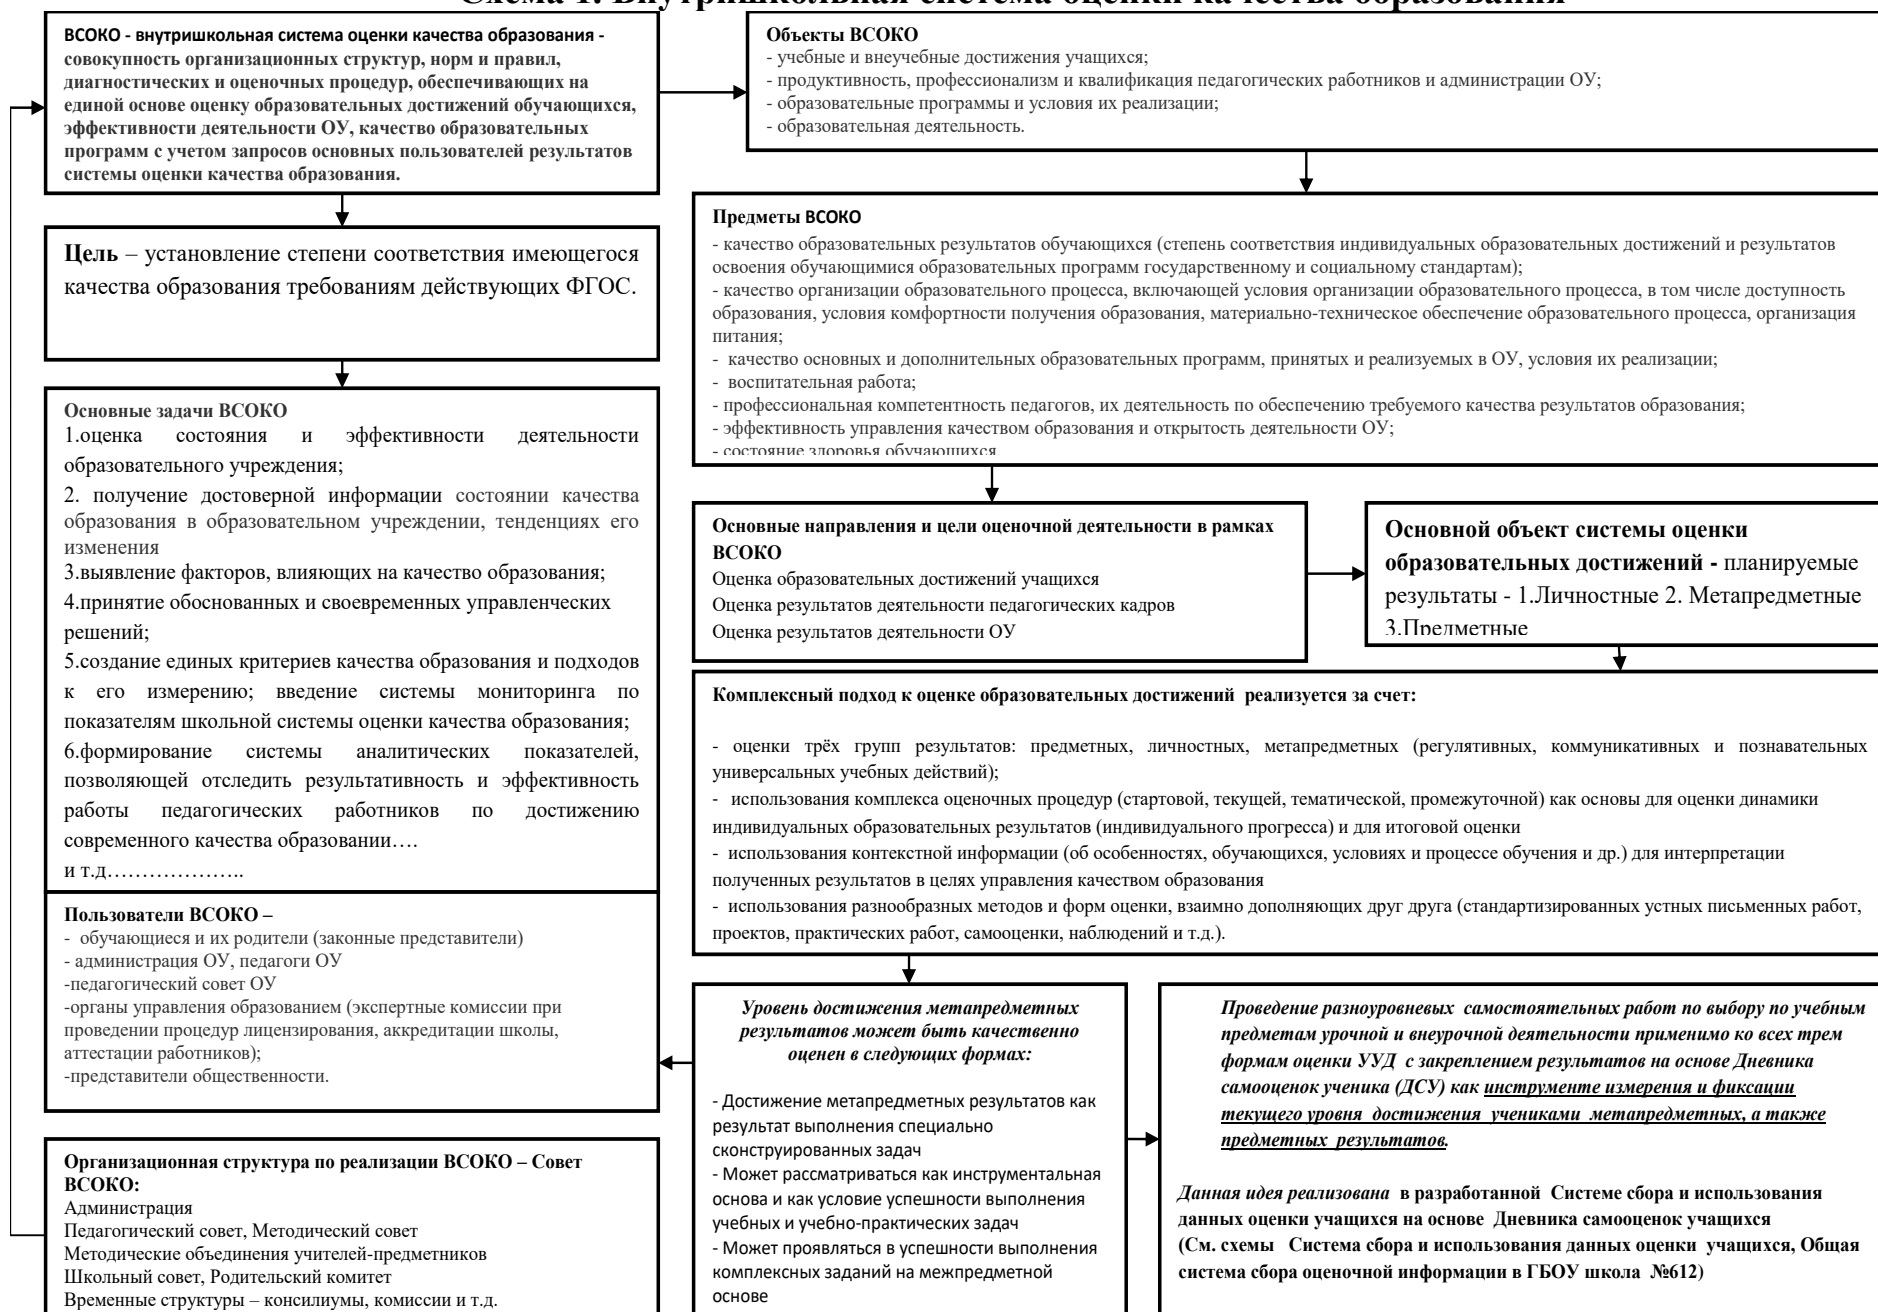 Схема 1. Внутришкольная система оценки качества образования
ВСОКО - внутришкольная система оценки качества образования -
совокупность организационных структур, норм и правил,
диагностических и оценочных процедур, обеспечивающих на
единой основе оценку образовательных достижений обучающихся,
эффективности деятельности ОУ, качество образовательных
программ с учетом запросов основных пользователей результатов
системы оценки качества образования.
Объекты ВСОКО
- учебные и внеучебные достижения учащихся;
- продуктивность, профессионализм и квалификация педагогических работников и администрации ОУ;
- образовательные программы и условия их реализации;
- образовательная деятельность.
Цель – установление степени соответствия имеющегося
качества образования требованиям действующих ФГОС.
Предметы ВСОКО
- качество образовательных результатов обучающихся (степень соответствия индивидуальных образовательных достижений и результатов
освоения обучающимися образовательных программ государственному и социальному стандартам);
- качество организации образовательного процесса, включающей условия организации образовательного процесса, в том числе доступность
образования, условия комфортности получения образования, материально-техническое обеспечение образовательного процесса, организация
питания;
- качество основных и дополнительных образовательных программ, принятых и реализуемых в ОУ, условия их реализации;
- воспитательная работа;
- профессиональная компетентность педагогов, их деятельность по обеспечению требуемого качества результатов образования;
- эффективность управления качеством образования и открытость деятельности ОУ;
- состояние здоровья обучающихся
Основные задачи ВСОКО
1.оценка состояния и эффективности деятельности
образовательного учреждения;
2. получение достоверной информации состоянии качества
образования в образовательном учреждении, тенденциях его
изменения
3.выявление факторов, влияющих на качество образования;
4.принятие обоснованных и своевременных управленческих
решений;
5.создание единых критериев качества образования и подходов
к его измерению; введение системы мониторинга по
показателям школьной системы оценки качества образования;
6.формирование системы аналитических показателей,
позволяющей отследить результативность и эффективность
работы педагогических работников по достижению
современного качества образовании….
и т.д………………..
Основные направления и цели оценочной деятельности в рамках
ВСОКО
Оценка образовательных достижений учащихся
Оценка результатов деятельности педагогических кадров
Оценка результатов деятельности ОУ
Основной объект системы оценки
образовательных достижений - планируемые
результаты - 1.Личностные 2. Метапредметные
3.Предметные
Комплексный подход к оценке образовательных достижений реализуется за счет:
- оценки трёх групп результатов: предметных, личностных, метапредметных (регулятивных, коммуникативных и познавательных
универсальных учебных действий);
- использования комплекса оценочных процедур (стартовой, текущей, тематической, промежуточной) как основы для оценки динамики
индивидуальных образовательных результатов (индивидуального прогресса) и для итоговой оценки
- использования контекстной информации (об особенностях, обучающихся, условиях и процессе обучения и др.) для интерпретации
полученных результатов в целях управления качеством образования
- использования разнообразных методов и форм оценки, взаимно дополняющих друг друга (стандартизированных устных письменных работ,
проектов, практических работ, самооценки, наблюдений и т.д.).
Пользователи ВСОКО –
- обучающиеся и их родители (законные представители)
- администрация ОУ, педагоги ОУ
-педагогический совет ОУ
-органы управления образованием (экспертные комиссии при
проведении процедур лицензирования, аккредитации школы,
аттестации работников);
-представители общественности.
Организационная структура по реализации ВСОКО – Совет
ВСОКО:
Администрация
Педагогический совет, Методический совет
Методические объединения учителей-предметников
Школьный совет, Родительский комитет
Временные структуры – консилиумы, комиссии и т.д.
Уровень достижения метапредметных
результатов может быть качественно
оценен в следующих формах:
- Достижение метапредметных результатов как
результат выполнения специально
сконструированных задач
- Может рассматриваться как инструментальная
основа и как условие успешности выполнения
учебных и учебно-практических задач
- Может проявляться в успешности выполнения
комплексных заданий на межпредметной
основе
Проведение разноуровневых самостоятельных работ по выбору по учебным
предметам урочной и внеурочной деятельности применимо ко всех трем
формам оценки УУД с закреплением результатов на основе Дневника
самооценок ученика (ДСУ) как инструменте измерения и фиксации
текущего уровня достижения учениками метапредметных, а также
предметных результатов.
Данная идея реализована в разработанной Системе сбора и использования
данных оценки учащихся на основе Дневника самооценок учащихся
(См. схемы Система сбора и использования данных оценки учащихся, Общая
система сбора оценочной информации в ГБОУ школа №612)